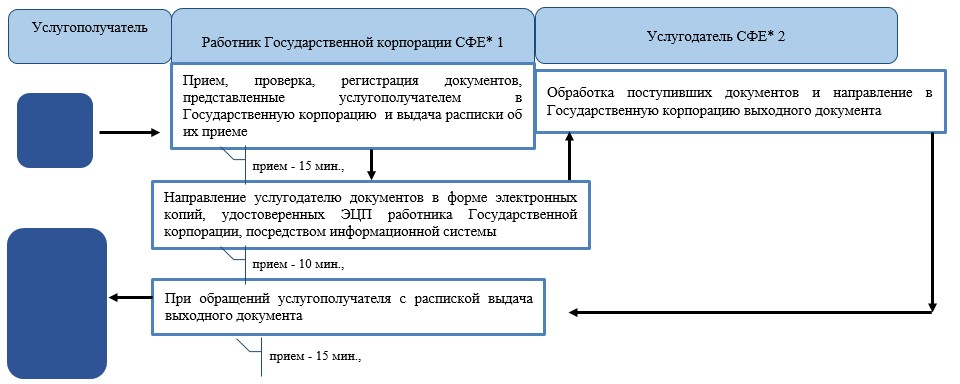 Услугополучатель
Работник Государственной корпорации СФЕ* 1
Услугодатель СФЕ* 2
Прием, проверка, регистрация документов,
представленные услугополучателем в
Государственную корпорацию и выдача расписки об
их приеме
Обработка поступивших документов и направление в
Государственную корпорацию выходного документа
прием - 15 мин.,
Направление услугодателю документов в форме электронных
копий, удостоверенных ЭЦП работника Государственной
корпорации, посредством информационной системы
прием - 10 мин.,
При обращений услугополучателя с распиской выдача
выходного документа
прием - 15 мин.,